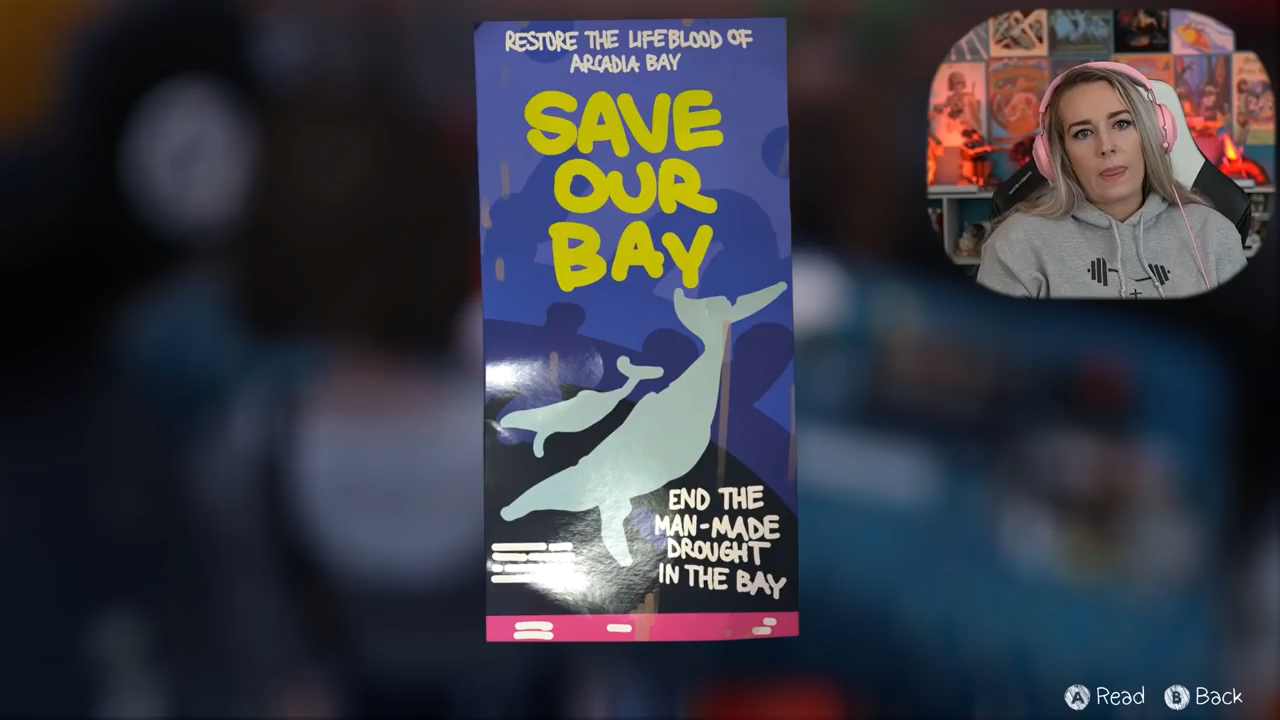 RESTORE THE LIFEBLOOD OF
ARCADIA BAY
SAVE
OUR
BAY
END THE
MAN-MADE
DROUGHT
IN THE BAY
A Read B Back